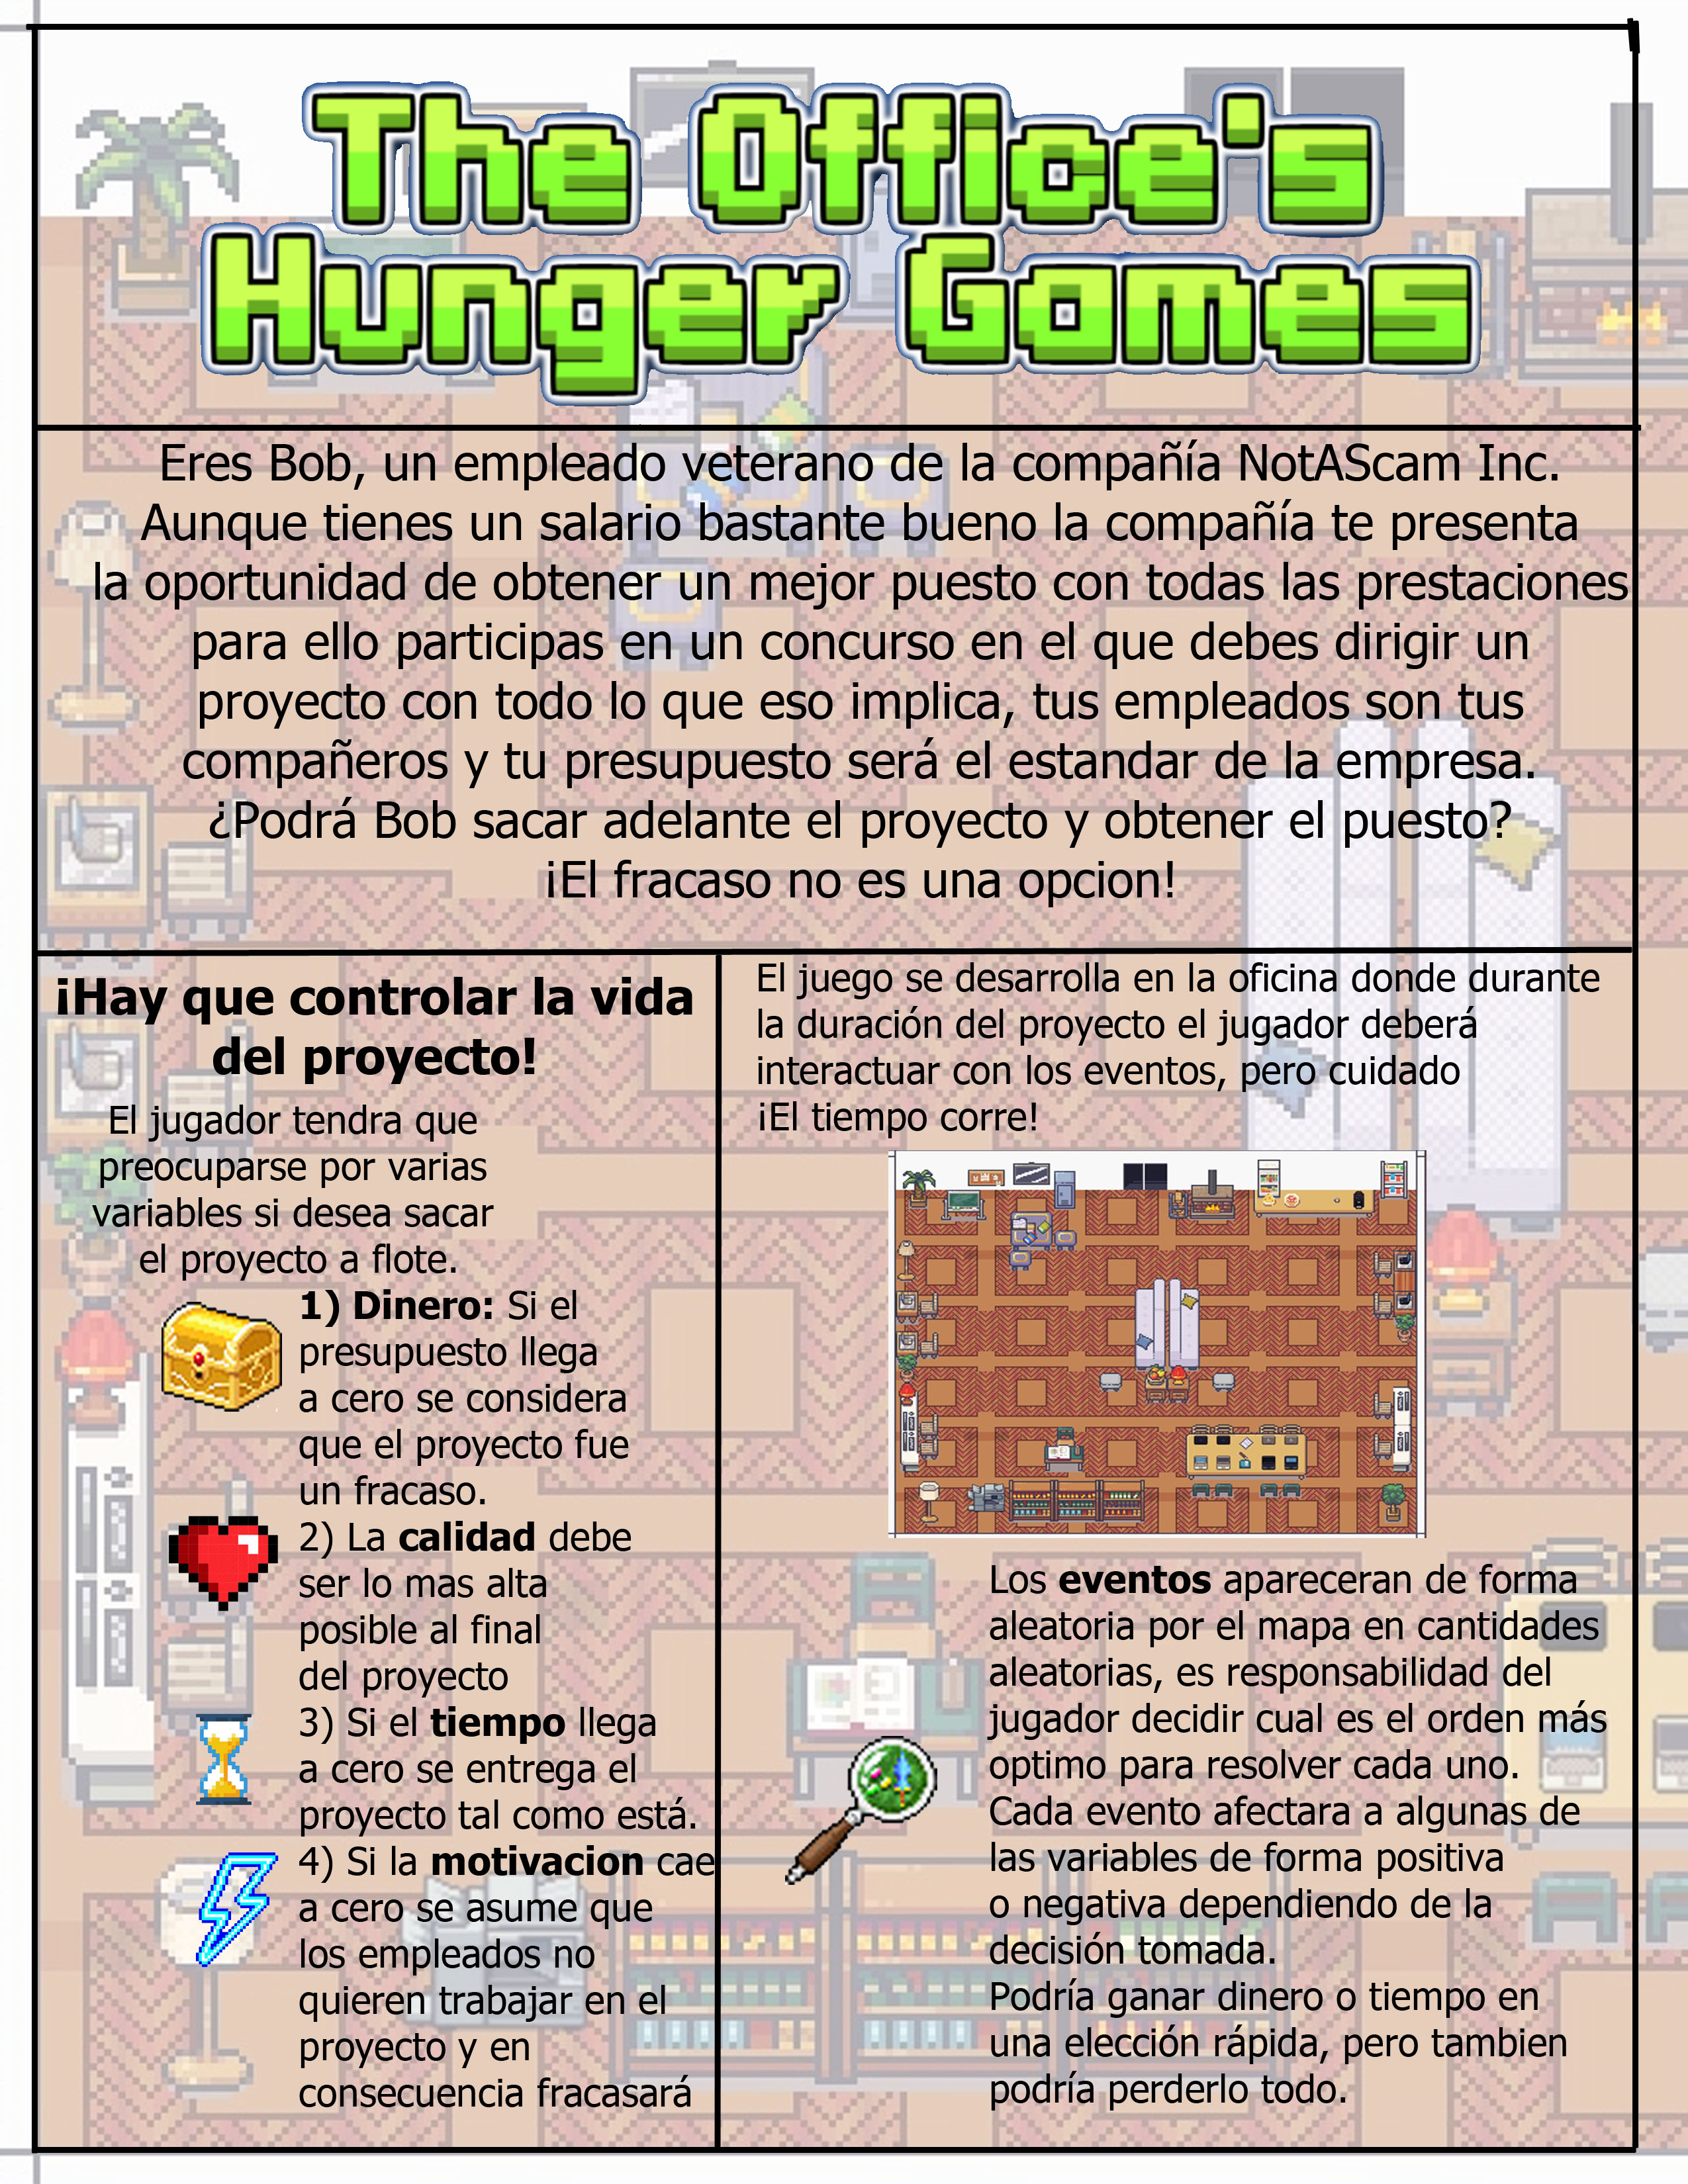 The Office's
Hunger Games
Eres Bob, un empleado veterano de la compañía NotAScam Inc.
Aunque tienes un salario bastante bueno la compañía te presenta
la oportunidad de obtener un mejor puesto con todas las prestaciones
para ello participas en un concurso en el que debes dirigir un
proyecto con todo lo que eso implica, tus empleados son tus
compañeros y tu presupuesto será el estandar de la empresa.
¿Podrá Bob sacar adelante el proyecto y obtener el puesto?
¡El fracaso no es una opcion!
¡Hay que controlar la vida
del proyecto!
El jugador tendra que
preocuparse por varias
variables si desea sacar
el proyecto a flote.
1) Dinero: Si el
presupuesto llega
a cero se considera
que el proyecto fue
un fracaso.
2) La calidad debe
ser lo mas alta
posible al final
del proyecto
3) Si el tiempo llega
a cero se entrega el
proyecto tal como está.
4) Si la motivacion cae
a cero se asume que
los empleados no
quieren trabajar en el
proyecto y en
consecuencia fracasará
El juego se desarrolla en la oficina donde durante
la duración del proyecto el jugador deberá
interactuar con los eventos, pero cuidado
¡El tiempo corre!
Los eventos apareceran de forma
aleatoria por el mapa en cantidades
aleatorias, es responsabilidad del
jugador decidir cual es el orden más
optimo para resolver cada uno.
Cada evento afectara a algunas de
las variables de forma positiva
o negativa dependiendo de la
decisión tomada.
Podría ganar dinero o tiempo en
una elección rápida, pero tambien
podría perderlo todo.